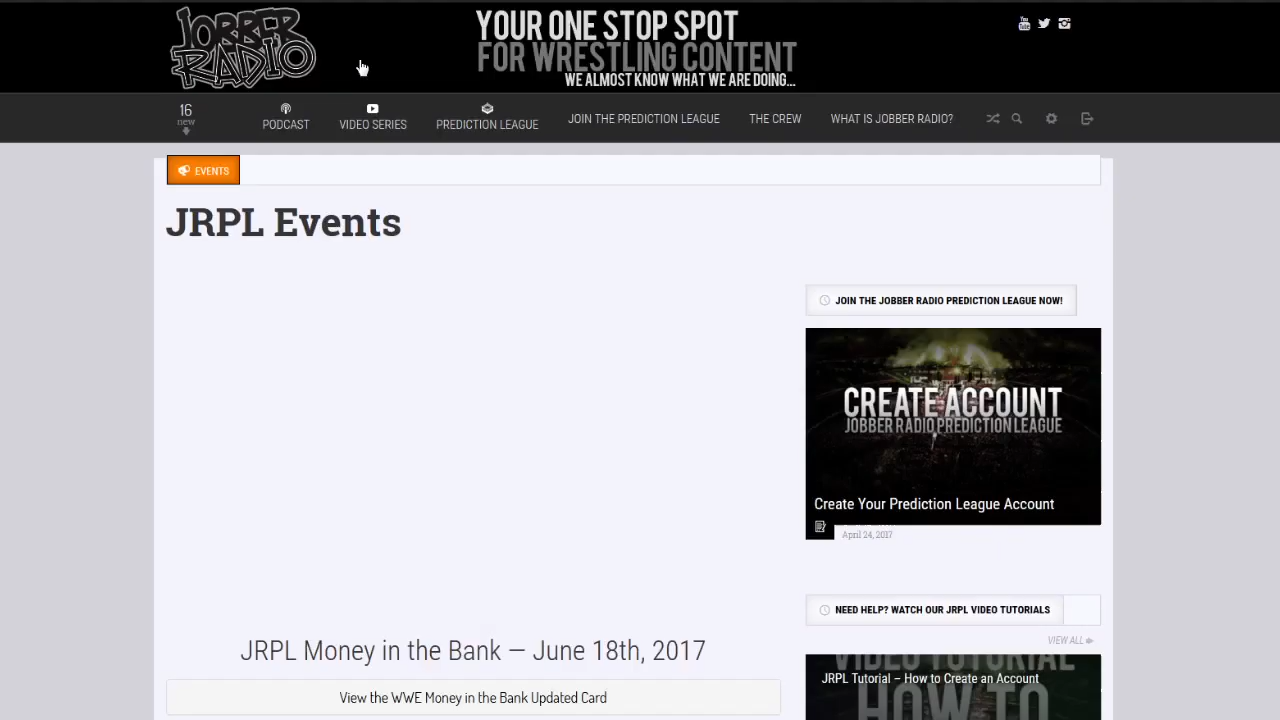 JOBBER
RADIO
YOUR ONE STOP SPOT
FOR WRESTLING CONTENT
WE ALMOST KNOW WHAT WE ARE DOING...
You
16
new
PODCAST
VIDEO SERIES
PREDICTION LEAGUE
JOIN THE PREDICTION LEAGUE
THE CREW
WHAT IS JOBBER RADIO?
EVENTS
JRPL Events
JOIN THE JOBBER RADIO PREDICTION LEAGUE NOW!
CREATE ACCOUNT
JOBBER RADIO PREDICTION LEAGUE
Create Your Prediction League Account
April 24, 2017
NEED HELP? WATCH OUR JRPL VIDEO TUTORIALS
VIEW ALL
JRPL Money in the Bank — June 18th, 2017
View the WWE Money in the Bank Updated Card
VIDEO TUTORIAL
JRPL Tutorial – How to Create an Account
HOW TO